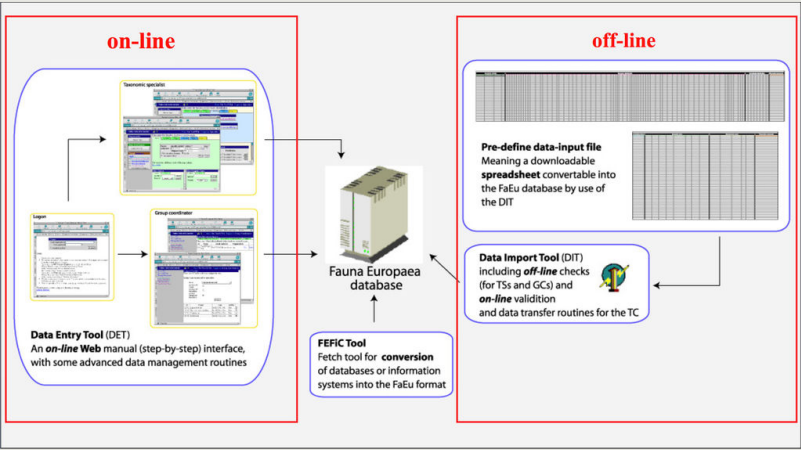 on-line
off-line
Taxonomic specialist
Logon
Group coordinator
Data Entry Tool (DET)
An on-line Web manual (step-by-step) interface,
with some advanced data management routines
Fauna Europaea
database
FEFiC Tool
Fetch tool for conversion
of databases or information
systems into the FaEu format
Pre-define data-input file
Meaning a downloadable
spreadsheet convertable into
the FaEu database by use of
the DIT
Data Import Tool (DIT)
including off-line checks
(for TSs and GCs) and
on-line validition
and data transfer routines for the TC